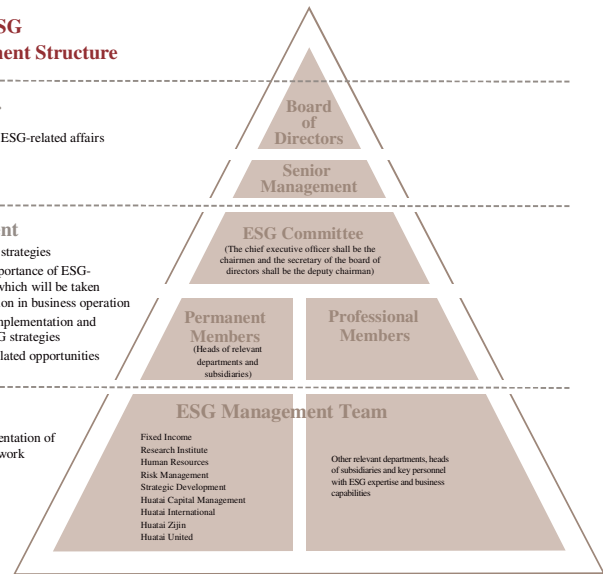 SG
ent Structure
ESG-related affairs
nt
strategies
portance of ESG-
which will be taken
on in business operation
mplementation and
G strategies
lated opportunities
entation of
work
Board
of
Directors
Senior
Management
ESG Committee
(The chief executive officer shall be the
chairmen and the secretary of the board of
directors shall be the deputy chairman)
Permanent
Members
(Heads of relevant
departments and
subsidiaries)
Professional
Members
ESG Management Team
Fixed Income
Research Institute
Human Resources
Risk Management
Strategic Development
Huatai Capital Management
Huatai International
Huatai Zijin
Huatai United
Other relevant departments, heads
of subsidiaries and key personnel
with ESG expertise and business
capabilities